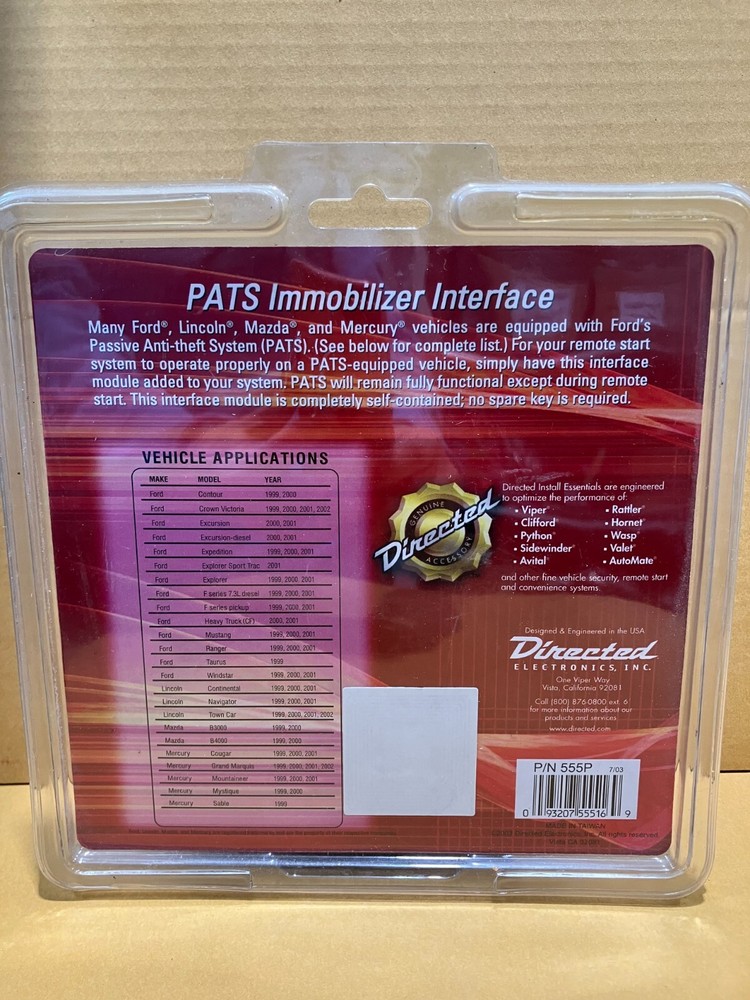 PATS Immobilizer Interface
Many Ford®, Lincoln®, Mazda®, and Mercury® vehicles are equipped with Ford's
Passive Anti-theft System (PATS). (See below for complete list.) For your remote start
system to operate properly on a PATS-equipped vehicle, simply have this interface
module added to your system. PATS will remain fully functional except during remote
start. This interface module is completely self-contained; no spare key is required.
VEHICLE APPLICATIONS
MAKE MODEL YEAR
Ford Contour 1999, 2000
Ford Crown Victoria 1999, 2000, 2001, 2002
Ford Excursion 2000, 2001
Ford Excursion-diesel 2000, 2001
Ford Expedition 1999, 2000, 2001
Ford Explorer Sport Trac 2001
Ford Explorer 1999, 2000, 2001
Ford F series 7.3L diesel 1999, 2000, 2001
Ford F series pickup 1999, 2000, 2001
Ford Heavy Truck (CF) 2000, 2001
Ford Mustang 1999, 2000, 2001
Ford Ranger 1999, 2000, 2001
Ford Taurus 1999
Ford Windstar 1999, 2000, 2001
Lincoln Continental 1999, 2000, 2001
Lincoln Navigator 1999, 2000, 2001
Lincoln Town Car 1999, 2000, 2001, 2002
Mazda B3000 1999, 2000
Mazda B4000 1999, 2000
Mercury Cougar 1999, 2000, 2001
Mercury Grand Marquis 1999, 2000, 2001, 2002
Mercury Mountaineer 1999, 2000, 2001
Mercury Mystique 1999, 2000
Mercury Sable 1999
GENUINE
Directed
ACCESSORY
Directed Install Essentials are engineered
to optimize the performance of:
• Viper®
• Clifford®
• Python®
• Sidewinder®
• Avital®
• Rattler®
• Hornet®
• Wasp®
• Valet®
• AutoMate®
and other fine vehicle security, remote start
and convenience systems.
Designed & Engineered in the USA
Directed
ELECTRONICS, INC.
One Viper Way
Vista, California 92081
Call (800) 876-0800 ext. 6
for more information about our
products and services
www.directed.com
P/N 555P 7/03
0 93207 55516 9
MADE IN TAIWAN
©2003 Directed Electronics, Inc. All rights reserved.
Vista CA 92081